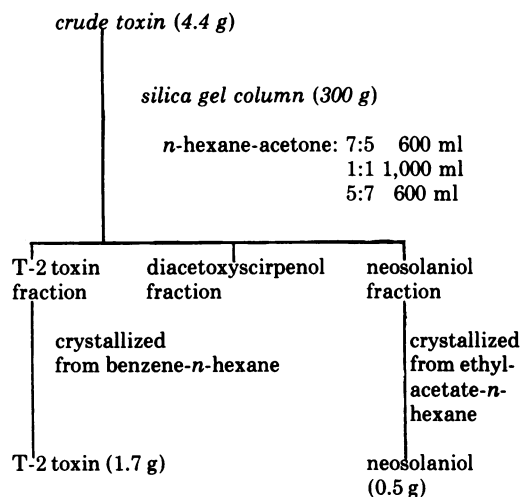 crude toxin (4.4 g)
silica gel column (300 g)
n-hexane-acetone: 7:5 600 ml
1:1 1,000 ml
5:7 600 ml
T-2 toxin
fraction
diacetoxyscirpenol
fraction
neosolaniol
fraction
crystallized
from benzene-n-hexane
crystallized
from ethyl-
acetate-n-
hexane
T-2 toxin (1.7 g)
neosolaniol
(0.5 g)